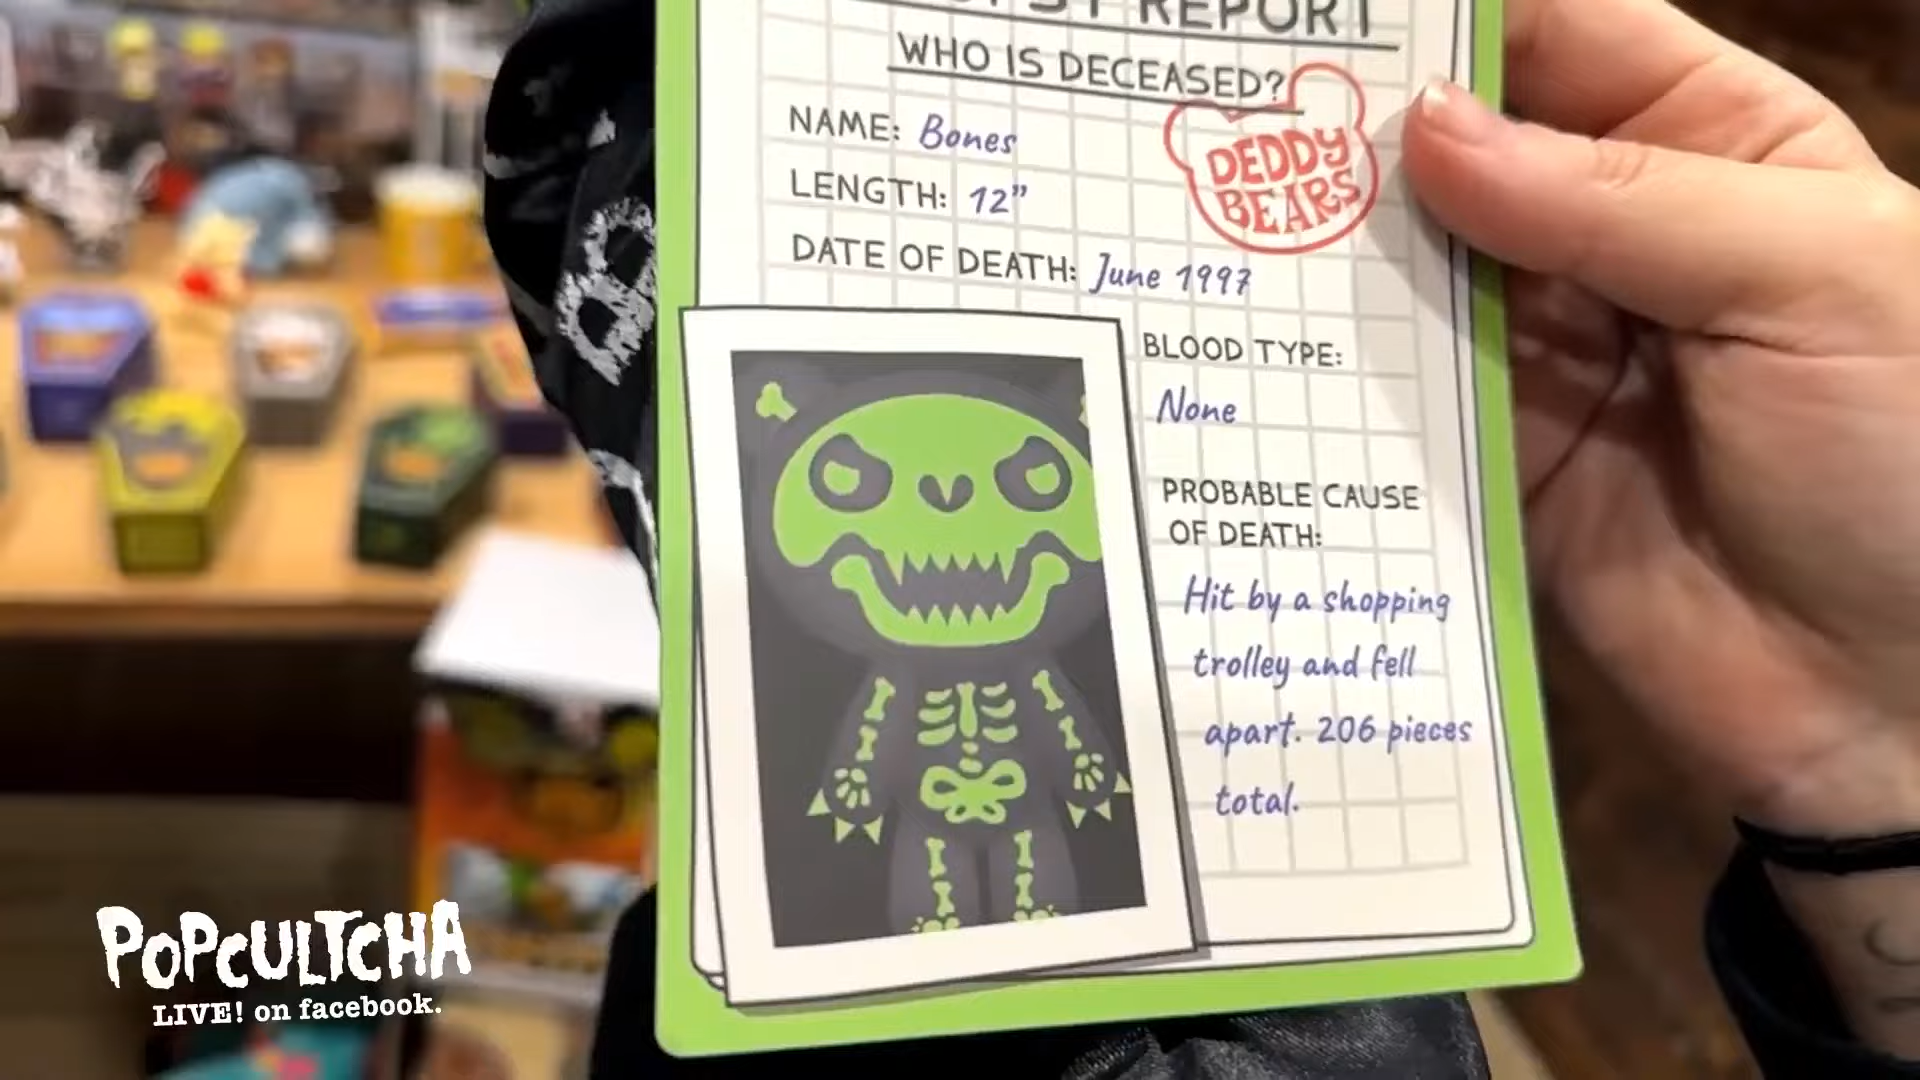 REPORT
WHO IS DECEASED?
NAME: Bones
DEDDY
BEARS
LENGTH: 12”
DATE OF DEATH: June 1997
BLOOD TYPE:
None
PROBABLE CAUSE
OF DEATH:
Hit by a shopping
trolley and fell
apart. 206 pieces
total.
POPCULTCHA
LIVE! on facebook.